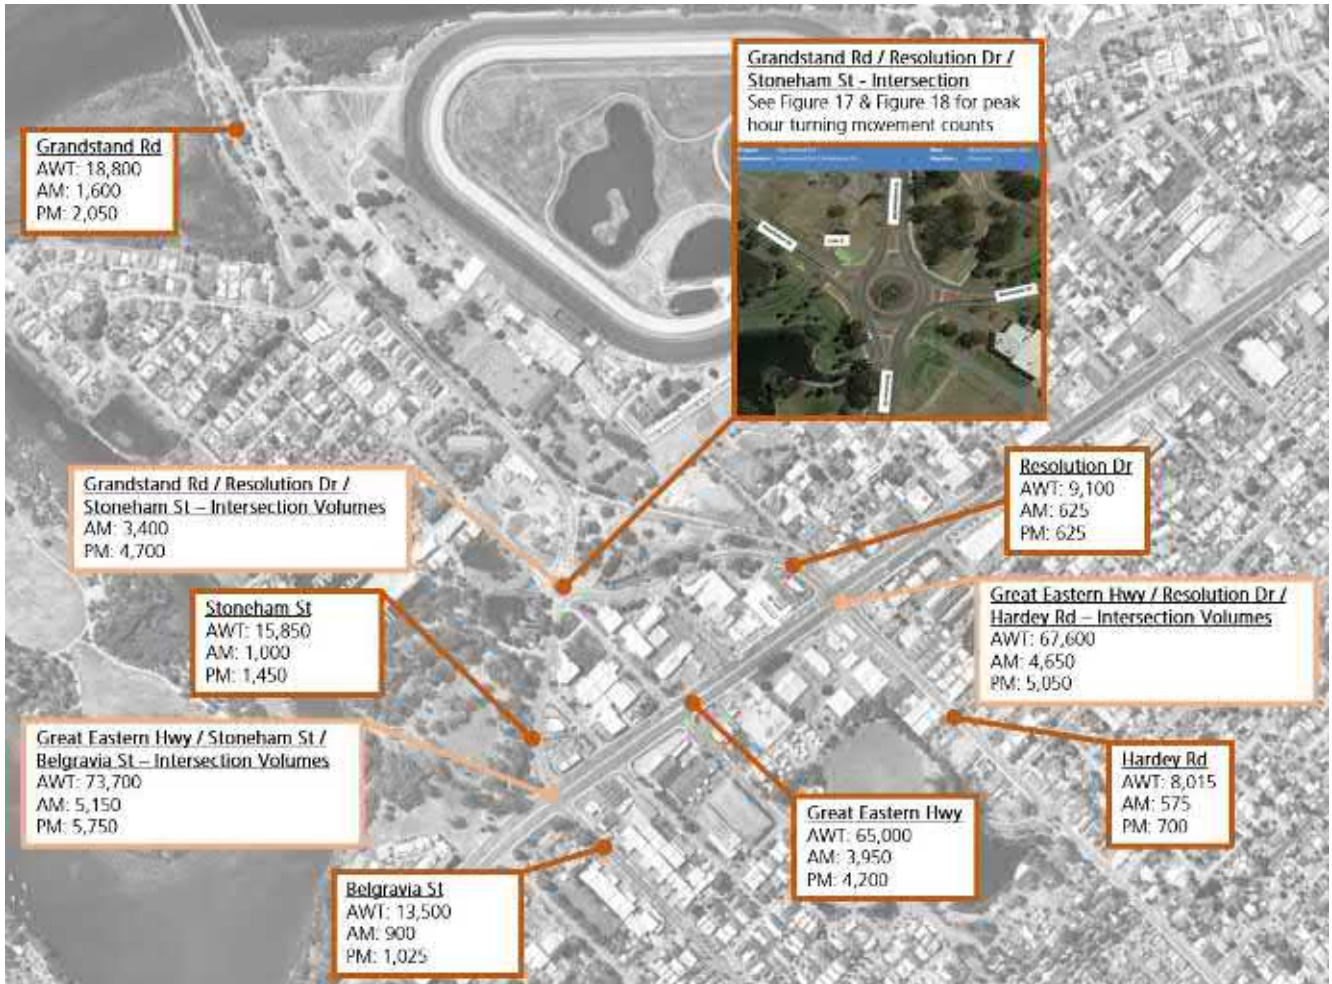 Grandstand Rd / Resolution Dr /
Stoneham St - Intersection
See Figure 17 & Figure 18 for peak
hour turning movement counts
Grandstand Rd
AWT: 18,800
AM: 1,600
PM: 2,050
Grandstand Rd / Resolution Dr /
Stoneham St – Intersection Volumes
AM: 3,400
PM: 4,700
Resolution Dr
AWT: 9,100
AM: 625
PM: 625
Stoneham St
AWT: 15,850
AM: 1,000
PM: 1,450
Great Eastern Hwy / Resolution Dr /
Hardey Rd – Intersection Volumes
AWT: 67,600
AM: 4,650
PM: 5,050
Great Eastern Hwy / Stoneham St /
Belgravia St – Intersection Volumes
AWT: 73,700
AM: 5,150
PM: 5,750
Hardey Rd
AWT: 8,015
AM: 575
PM: 700
Great Eastern Hwy
AWT: 65,000
AM: 3,950
PM: 4,200
Belgravia St
AWT: 13,500
AM: 900
PM: 1,025